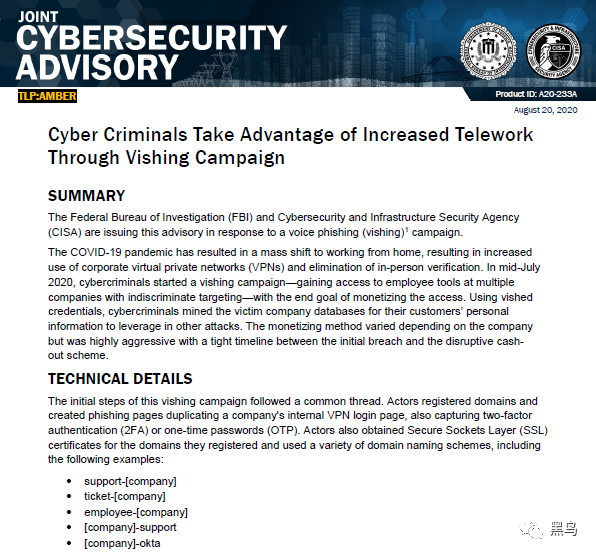 JOINT
CYBERSECURITY
ADVISORY
TLP:AMBER
Product ID: A20-233A
August 20, 2020
Cyber Criminals Take Advantage of Increased Telework
Through Vishing Campaign
SUMMARY
The Federal Bureau of Investigation (FBI) and Cybersecurity and Infrastructure Security Agency
(CISA) are issuing this advisory in response to a voice phishing (vishing)¹ campaign.
The COVID-19 pandemic has resulted in a mass shift to working from home, resulting in increased
use of corporate virtual private networks (VPNs) and elimination of in-person verification. In mid-July
2020, cybercriminals started a vishing campaign—gaining access to employee tools at multiple
companies with indiscriminate targeting—with the end goal of monetizing the access. Using vished
credentials, cybercriminals mined the victim company databases for their customers' personal
information to leverage in other attacks. The monetizing method varied depending on the company
but was highly aggressive with a tight timeline between the initial breach and the disruptive cash-
out scheme.
TECHNICAL DETAILS
The initial steps of this vishing campaign followed a common thread. Actors registered domains and
created phishing pages duplicating a company's internal VPN login page, also capturing two-factor
authentication (2FA) or one-time passwords (OTP). Actors also obtained Secure Sockets Layer (SSL)
certificates for the domains they registered and used a variety of domain naming schemes, including
the following examples:
• support-[company]
• ticket-[company]
• employee-[company]
• [company]-support
• [company]-okta
CISA
黑鸟